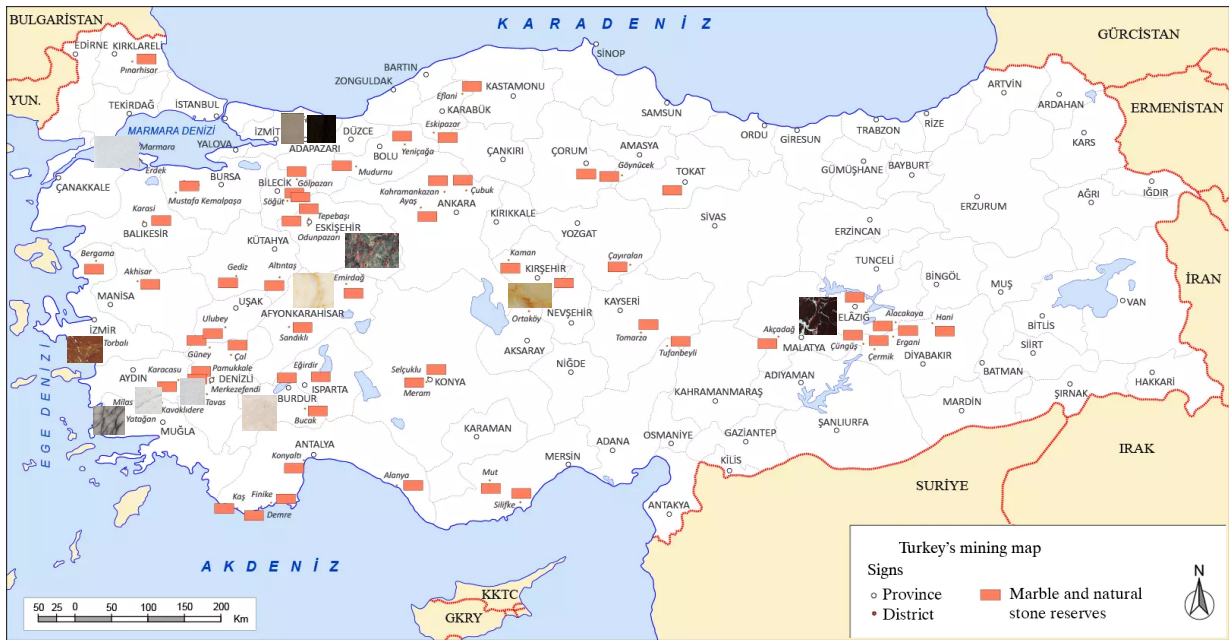 K A R A D E N İ Z
BULGARİSTAN
GÜRCİSTAN
EDİRNE
KIRKLARELİ
Pınarhisar
SİNOP
BARTIN
ZONGULDAK
KASTAMONU
Eflani
KARABÜK
ARTVİN
ARDAHAN
ERMENİSTAN
YUN.
TEKİRDAĞ
İSTANBUL
SAMSUN
ORDU
GİRESUN
TRABZON
RİZE
KARS
MARMARA DENİZİ
Marmara
YALOVA
İZMİT
ADAPAZARI
DÜZCE
BOLU
Yeniçağa
Eskipazar
ÇANKIRI
ÇORUM
AMASYA
Göynücek
TOKAT
GÜMÜŞHANE
BAYBURT
Erdek
ÇANAKKALE
BURSA
Mustafa Kemalpaşa
BİLECİK
Gölpazarı
Söğüt
Mudurnu
Kahramankazan
Çubuk
Ayaş
ANKARA
KIRIKKALE
YOZGAT
SİVAS
ERZİNCAN
ERZURUM
AĞRI
IĞDIR
Karasi
BALIKESİR
Tepebaşı
ESKİŞEHİR
Odunpazarı
KÜTAHYA
Bergama
Akhisar
Gediz
Altıntaş
Emirdağ
Kaman
KIRŞEHİR
Çayıralan
TUNCELİ
BİNGÖL
MUŞ
VAN
İRAN
MANİSA
UŞAK
AFYONKARAHİSAR
Ortaköy
NEVŞEHİR
KAYSERİ
ELÂZIĞ
Alacakaya
Hani
BİTLİS
İZMİR
Torbalı
Ulubey
Güney
Çal
Sandıklı
AKSARAY
Tomarza
Tufanbeyli
Akçadağ
MALATYA
Çüngüş
Ergani
Çermik
DİYABAKIR
SİİRT
BATMAN
AYDIN
Karacasu
Pamukkale
DENİZLİ
Merkezefendi
Tavas
Eğirdir
ISPARTA
BURDUR
Bucak
Selçuklu
KONYA
Meram
NİĞDE
ADIYAMAN
KAHRAMANMARAŞ
MARDİN
ŞIRNAK
HAKKARİ
Milas
Yatağan
Kavaklıdere
MUĞLA
KARAMAN
ADANA
OSMANİYE
GAZİANTEP
ŞANLIURFA
KİLİS
MERSİN
ANTALYA
Konyaltı
Alanya
Mut
Silifke
Kaş
Finike
Demre
ANTAKYA
SURİYE
IRAK
EGE DENİZİ
A K D E N İ Z
KKTC
GKRY
50 25 0 50 100 150 200
Km
Turkey's mining map
Signs
Province
District
Marble and natural
stone reserves
N